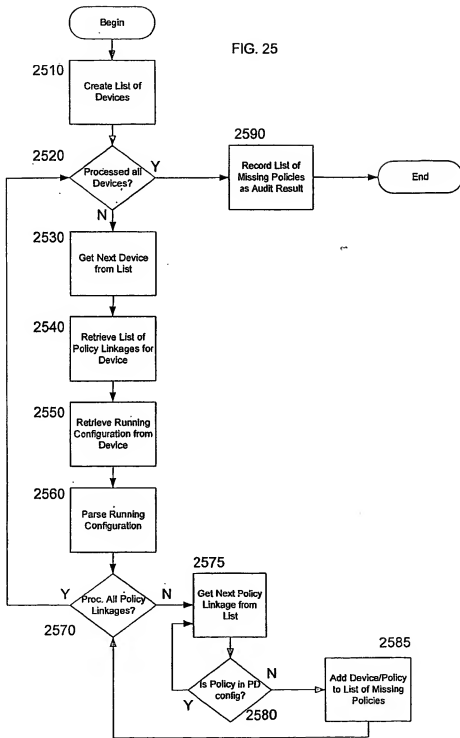 Begin
FIG. 25
2510
Create List of
Devices
2520
Processed all
Devices?
Y
N
2590
Record List of
Missing Policies
as Audit Result
End
2530
Get Next Device
from List
2540
Retrieve List of
Policy Linkages for
Device
2550
Retrieve Running
Configuration from
Device
2560
Parse Running
Configuration
Y
Proc. All Policy
Linkages?
N
2570
2575
Get Next Policy
Linkage from
List
Is Policy in PD
config?
Y
N
2580
2585
Add Device/Policy
to List of Missing
Policies